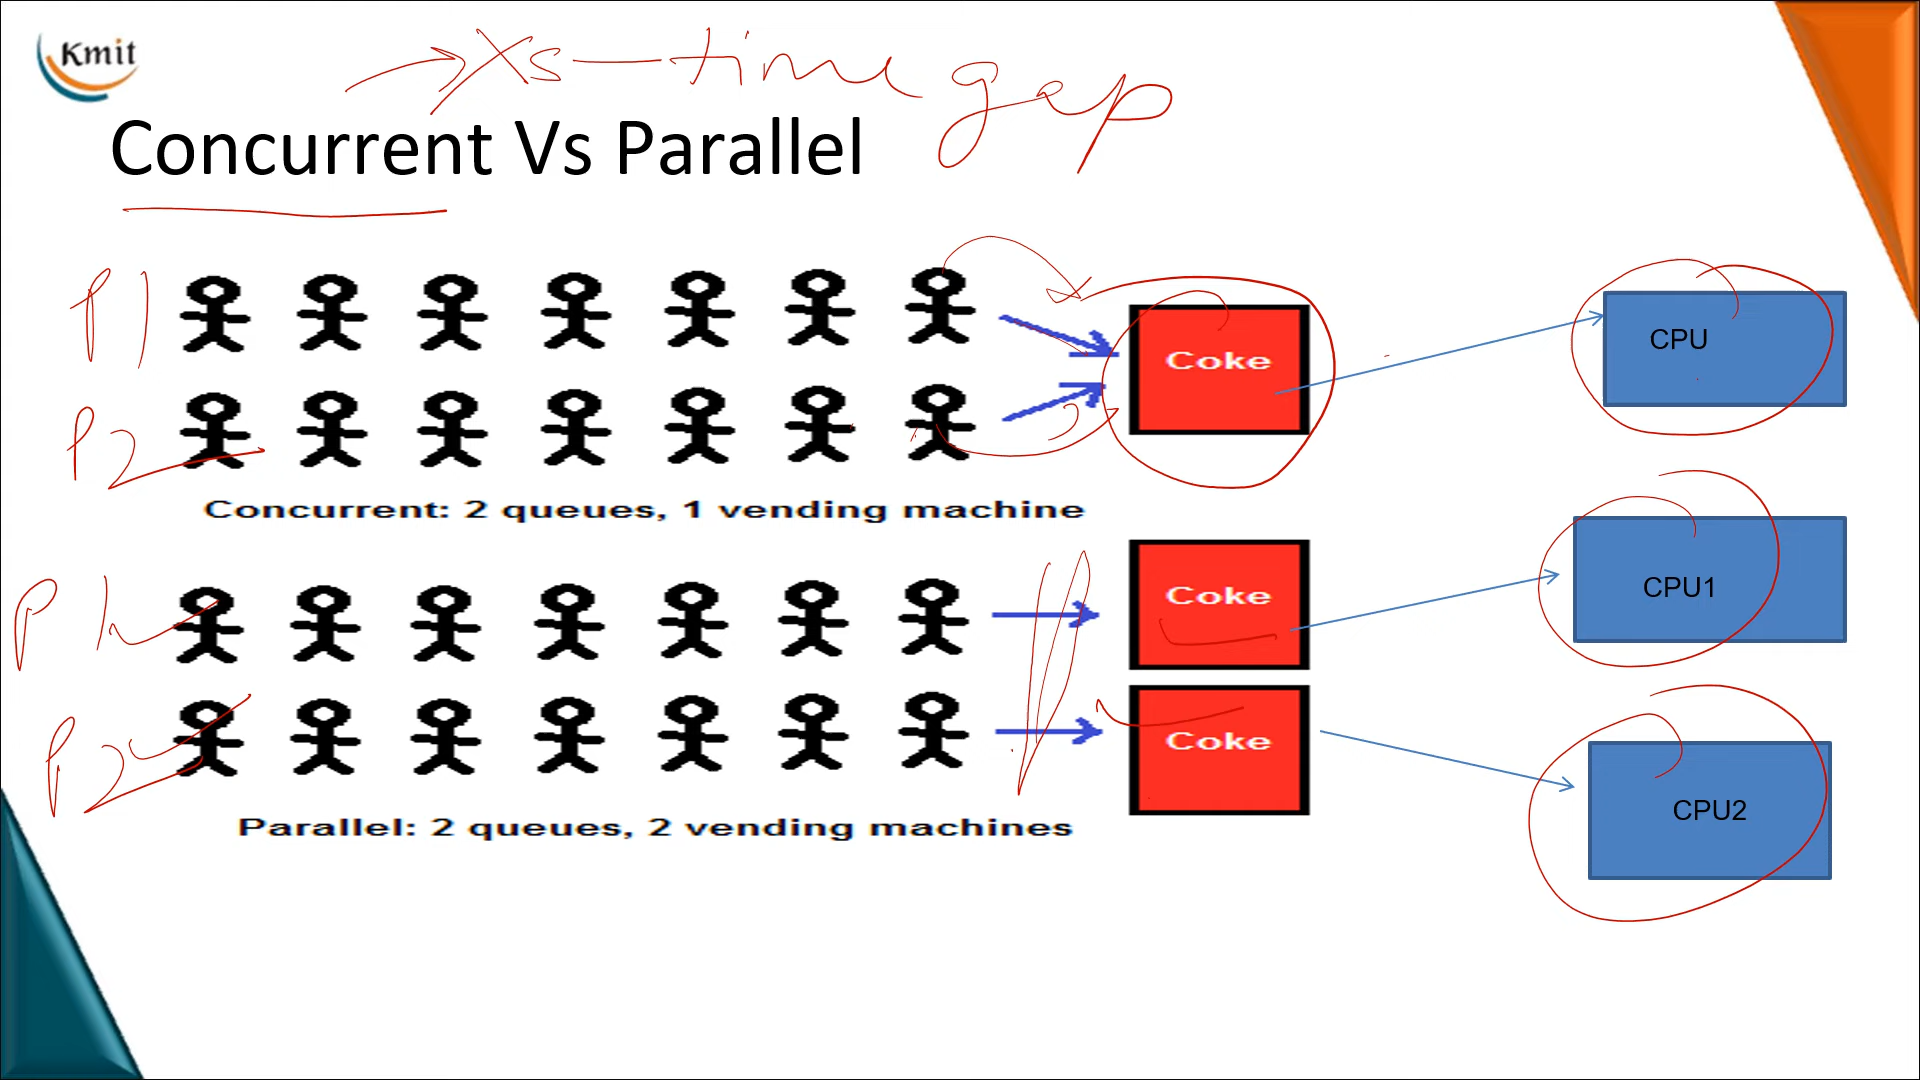 Kmit
Xs — time gap
Concurrent Vs Parallel
P1
Coke
CPU
P2
Concurrent: 2 queues, 1 vending machine
P1
Coke
CPU1
P2
Coke
CPU2
Parallel: 2 queues, 2 vending machines